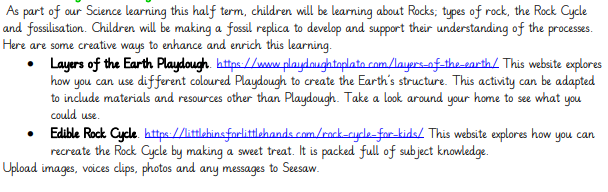 As part of our Science learning this half term, children will be learning about Rocks; types of rock, the Rock Cycle
and fossilisation. Children will be making a fossil replica to develop and support their understanding of the processes.
Here are some creative ways to enhance and enrich this learning.
• Layers of the Earth Playdough. https://www.playdoughtoplato.com/layers-of-the-earth/ This website explores
how you can use different coloured Playdough to create the Earth's structure. This activity can be adapted
to include materials and resources other than Playdough. Take a look around your home to see what you
could use.
• Edible Rock Cycle. https://littlebinsforlittlehands.com/rock-cycle-for-kids/ This website explores how you can
recreate the Rock Cycle by making a sweet treat. It is packed full of subject knowledge.
Upload images, voices clips, photos and any messages to Seesaw.